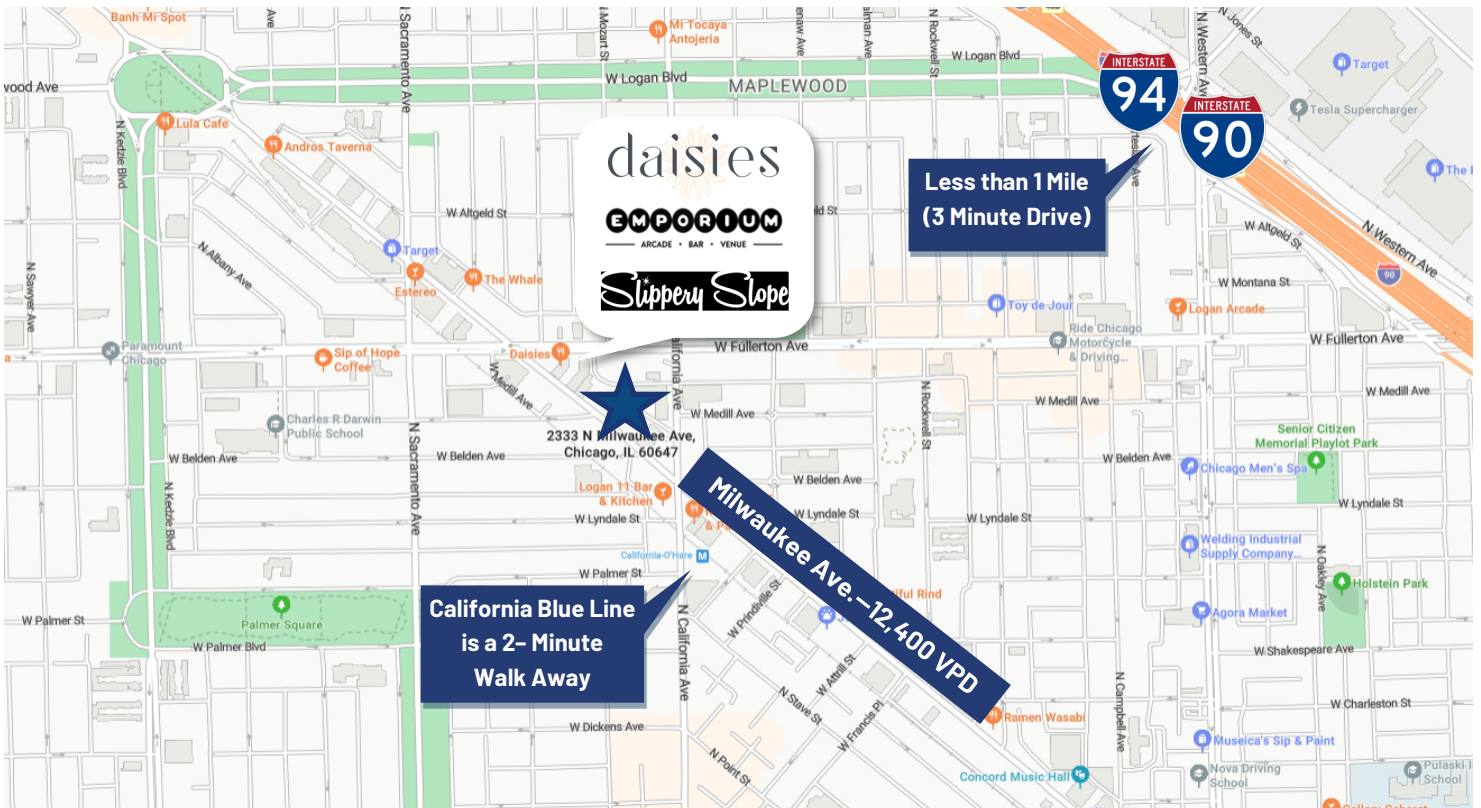 Banh Mi Spot
N Sacramento Ave
N Mozart St
Mi Tocaya
Antojeria
N Rockwell St
W Logan Blvd
N Western Ave
N Jones St
INTERSTATE
94
INTERSTATE
90
Target
Tesla Supercharger
wood Ave
W Logan Blvd
MAPLEWOOD
Lula Cafe
Andros Taverna
N Kedzie Blvd
daisies
EMPORIUM
ARCADE • BAR • VENUE
Slippery Slope
Less than 1 Mile
(3 Minute Drive)
W Altgeld St
W Altgeld St
N Western Ave
90
N Albany Ave
Target
Estereo
The Whale
N Sawyer Ave
W Montana St
Toy de Jour
Logan Arcade
Ride Chicago
Motorcycle
& Driving...
Paramount
Chicago
Sip of Hope
Coffee
Daisies
W Fullerton Ave
W Fullerton Ave
W Medill Ave
W Medill Ave
W Medill Ave
W Medill Ave
N Rockwell St
Charles R Darwin
Public School
N Sacramento Ave
2333 N Milwaukee Ave,
Chicago, IL 60647
Senior Citizen
Memorial Playlot Park
W Belden Ave
W Belden Ave
W Belden Ave
W Belden Ave
Chicago Men's Spa
N Kedzie Blvd
Logan 11 Bar
& Kitchen
W Lyndale St
W Lyndale St
W Lyndale St
W Lyndale St
Milwaukee Ave. –12,400 VPD
California-O'Hare
M
Welding Industrial
Supply Company...
N Oakley Ave
Holstein Park
W Palmer St
California Blue Line
is a 2– Minute
Walk Away
N California Ave
W Prindiville St
Agora Market
W Palmer St
Palmer Square
W Palmer Blvd
W Shakespeare Ave
W Attrill St
N Stave St
W Francis Pl
N Campbell Ave
W Charleston St
Ramen Wasabi
W Dickens Ave
N Point St
Museica's Sip & Paint
Concord Music Hall
Nova Driving
School
Pulaski
School